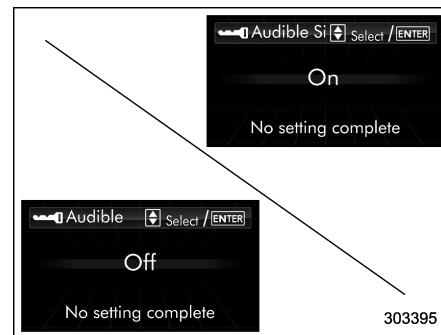 Audible Si Select / ENTER
On
No setting complete
Audible Select / ENTER
Off
No setting complete
303395